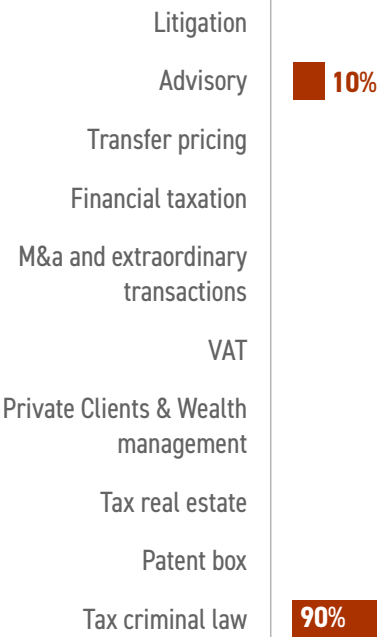 Litigation
Advisory 10%
Transfer pricing
Financial taxation
M&a and extraordinary
transactions
VAT
Private Clients & Wealth
management
Tax real estate
Patent box
Tax criminal law 90%